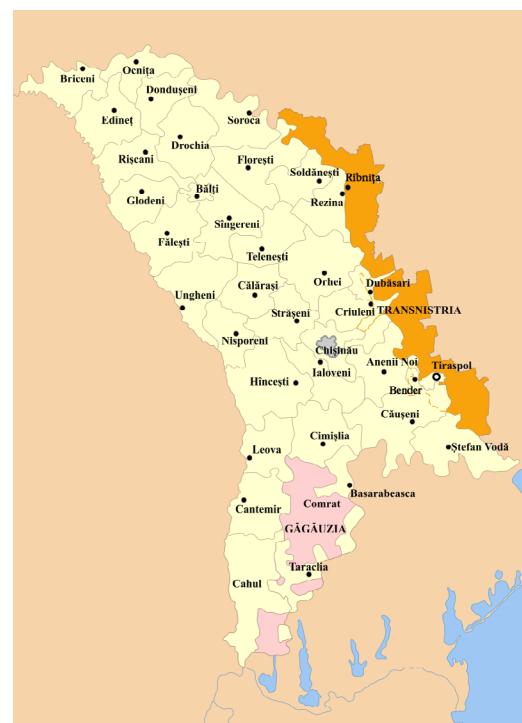 Ocnița
Briceni
Dondușeni
Edineț
Soroca
Drochia
Rîșcani
Florești
Soldănești
Rîbnița
Bălți
Glodeni
Rezina
Sîngereni
Fălești
Telenești
Orhei
Dubăsari
Călărași
Ungheni
Criuleni
TRANSNISTRIA
Strășeni
Nisporeni
Chișinău
Anenii Noi
Tiraspol
Ialoveni
Hîncești
Bender
Căușeni
Cimișlia
Ștefan Vodă
Leova
Basarabeasca
Comrat
Cantemir
GĂGĂUZIA
Taraclia
Cahul